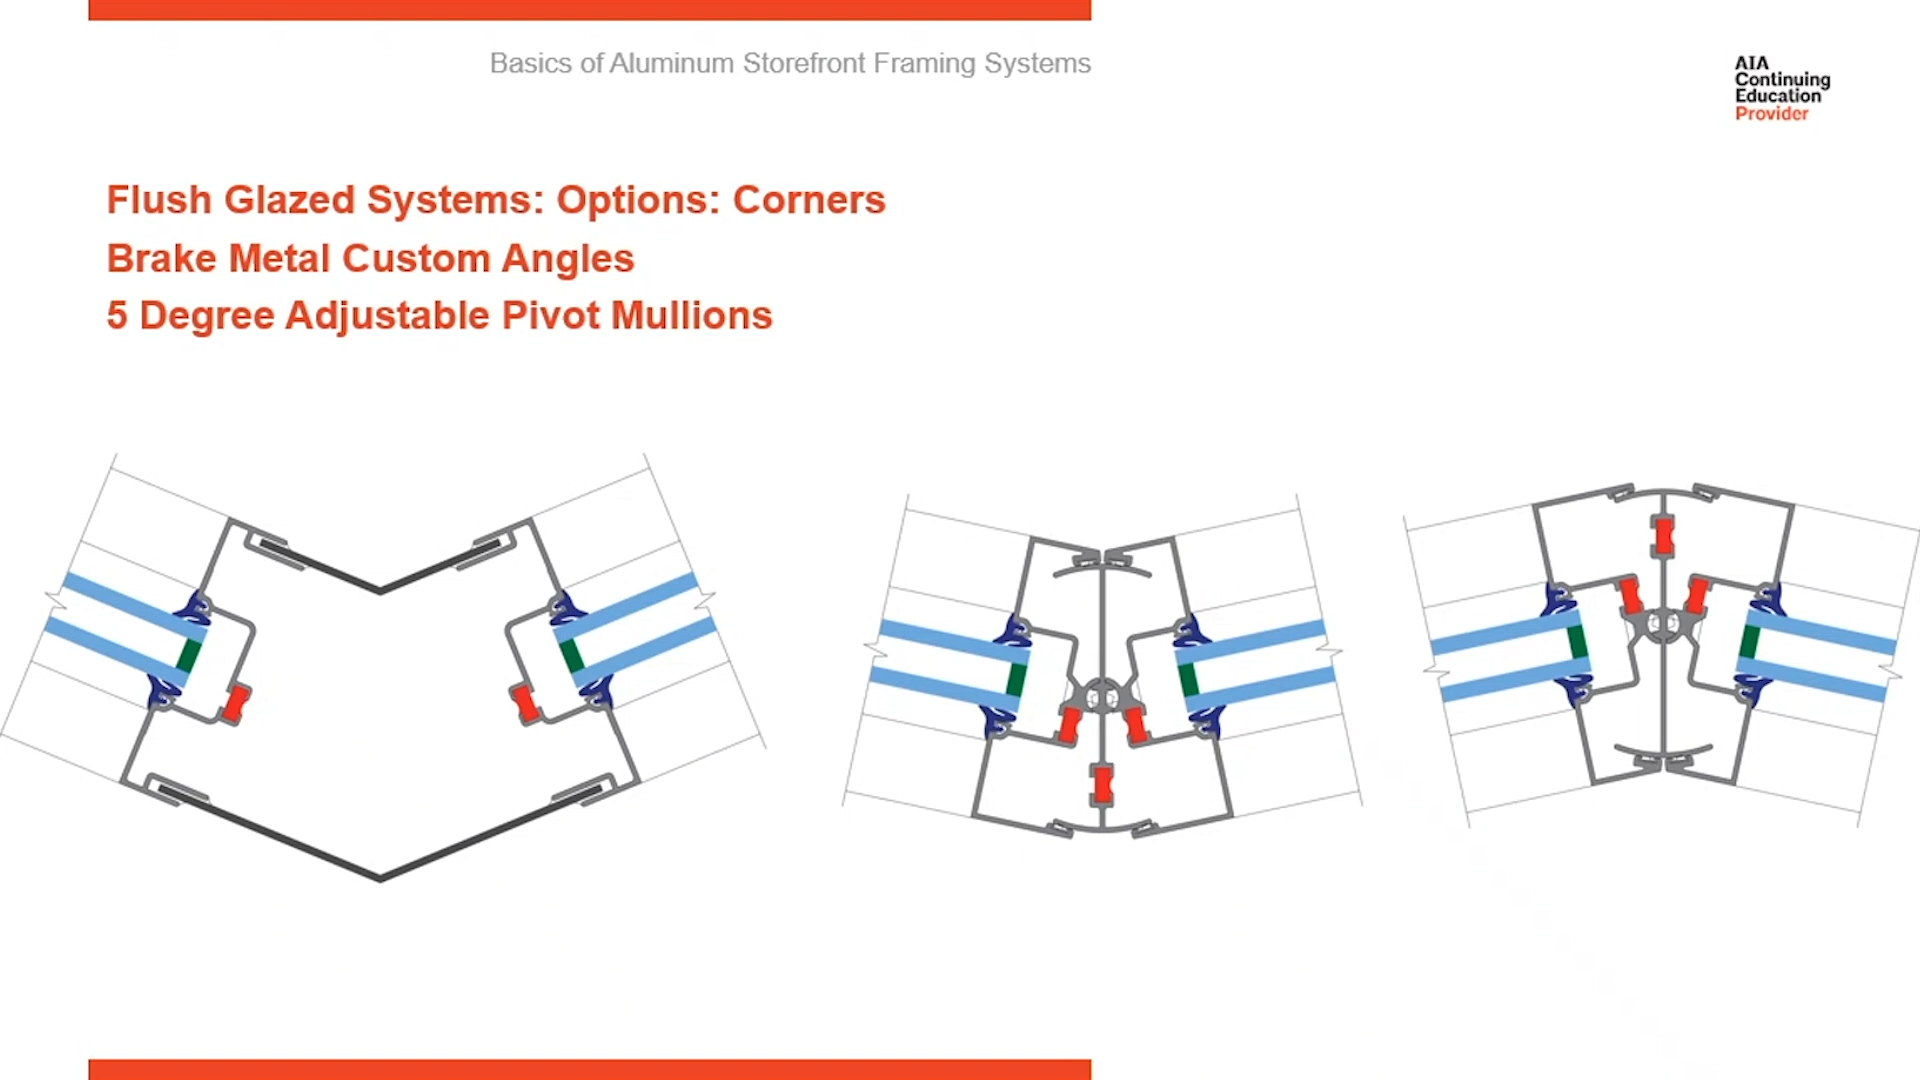 Basics of Aluminum Storefront Framing Systems
AIA
Continuing
Education
Provider
Flush Glazed Systems: Options: Corners
Brake Metal Custom Angles
5 Degree Adjustable Pivot Mullions